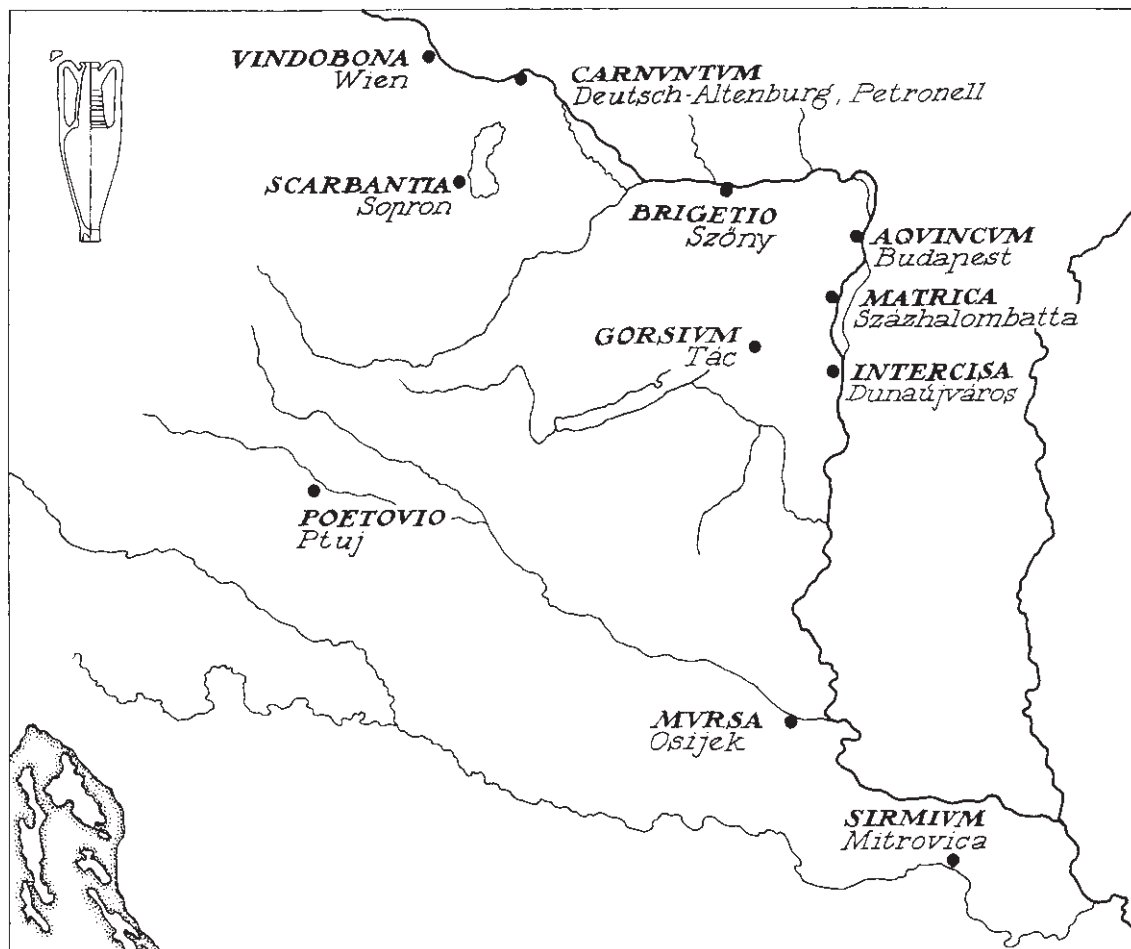 VINDOBONA
Wien
CARNVNTVM
Deutsch-Altenburg, Petronell
SCARBANTIA
Sopron
BRIGETIO
Szőny
AQVINCVM
Budapest
MATRICA
Százhalombatta
GORSIVM
Tác
INTERCISA
Dunaújváros
POETOVIO
Ptuj
MVRSA
Osijek
SIRMIVM
Mitrovica